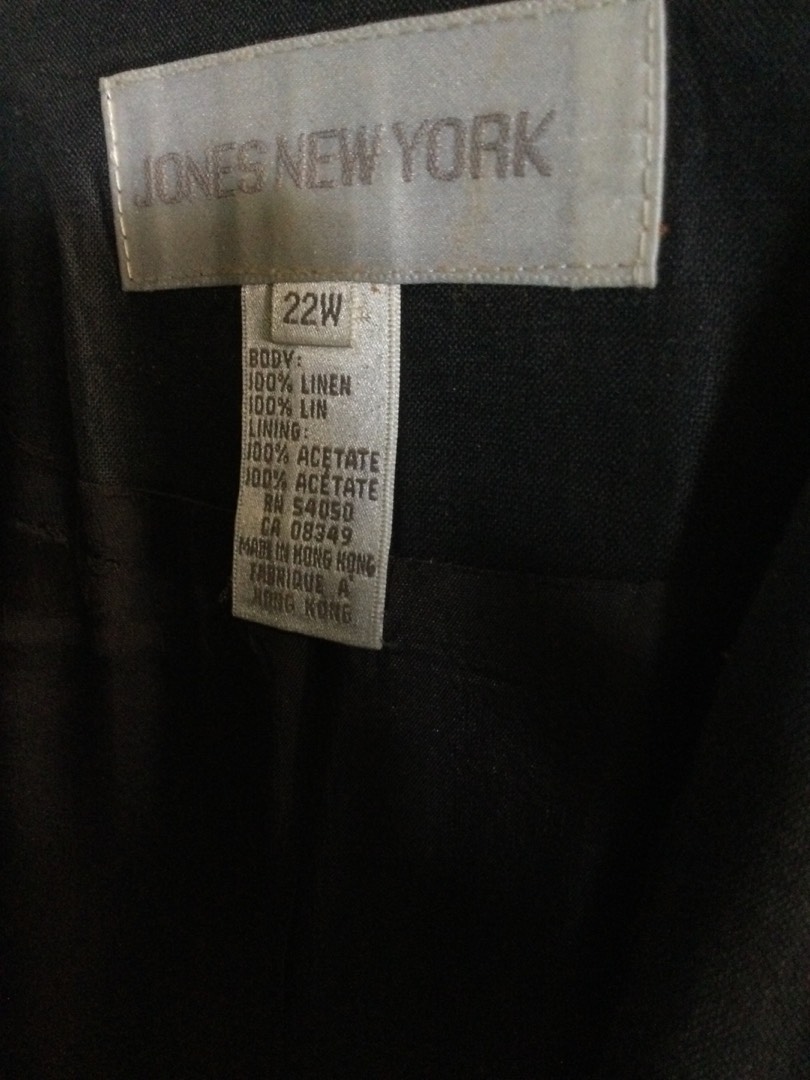 JONES NEW YORK
22W
BODY:
100% LINEN
100% LIN
LINING:
100% ACETATE
100% ACÉTATE
RN 54050
CA 08349
MADE IN HONG KONG
FABRIQUE A
HONG KONG